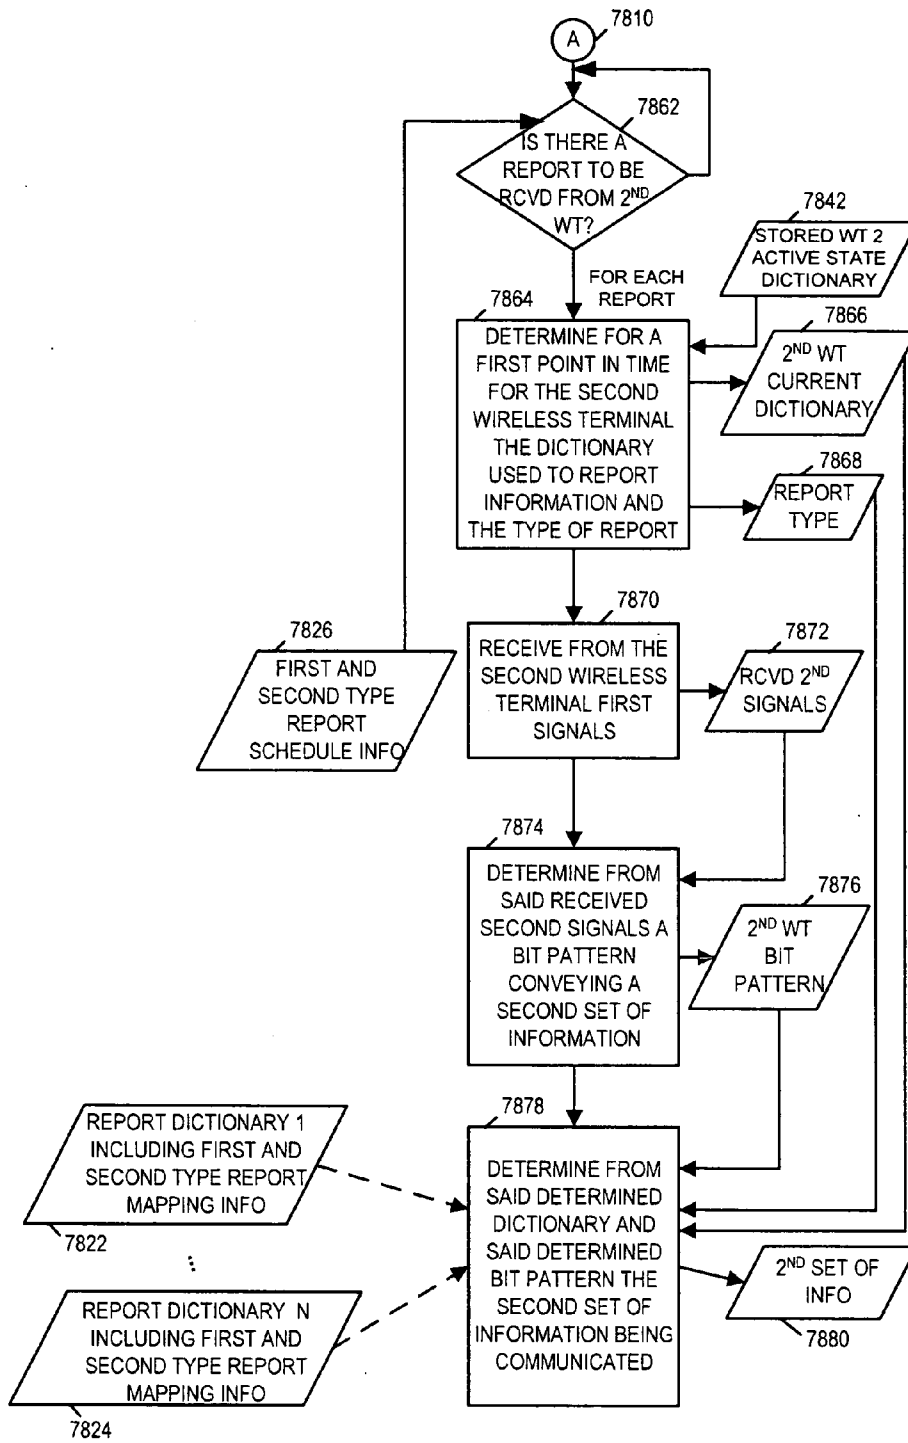 7810
A
7862
IS THERE A
REPORT TO BE
RCVD FROM 2ND
WT?
7842
STORED WT 2
ACTIVE STATE
DICTIONARY
FOR EACH
REPORT
7864
DETERMINE FOR A
FIRST POINT IN TIME
FOR THE SECOND
WIRELESS TERMINAL
THE DICTIONARY
USED TO REPORT
INFORMATION AND
THE TYPE OF REPORT
7866
2ND WT
CURRENT
DICTIONARY
7868
REPORT
TYPE
7826
FIRST AND
SECOND TYPE
REPORT
SCHEDULE INFO
7870
RECEIVE FROM THE
SECOND WIRELESS
TERMINAL FIRST
SIGNALS
7872
RCVD 2ND
SIGNALS
7874
DETERMINE FROM
SAID RECEIVED
SECOND SIGNALS A
BIT PATTERN
CONVEYING A
SECOND SET OF
INFORMATION
7876
2ND WT
BIT
PATTERN
REPORT DICTIONARY 1
INCLUDING FIRST AND
SECOND TYPE REPORT
MAPPING INFO
7822
...
REPORT DICTIONARY N
INCLUDING FIRST AND
SECOND TYPE REPORT
MAPPING INFO
7824
7878
DETERMINE FROM
SAID DETERMINED
DICTIONARY AND
SAID DETERMINED
BIT PATTERN THE
SECOND SET OF
INFORMATION BEING
COMMUNICATED
2ND SET OF
INFO
7880